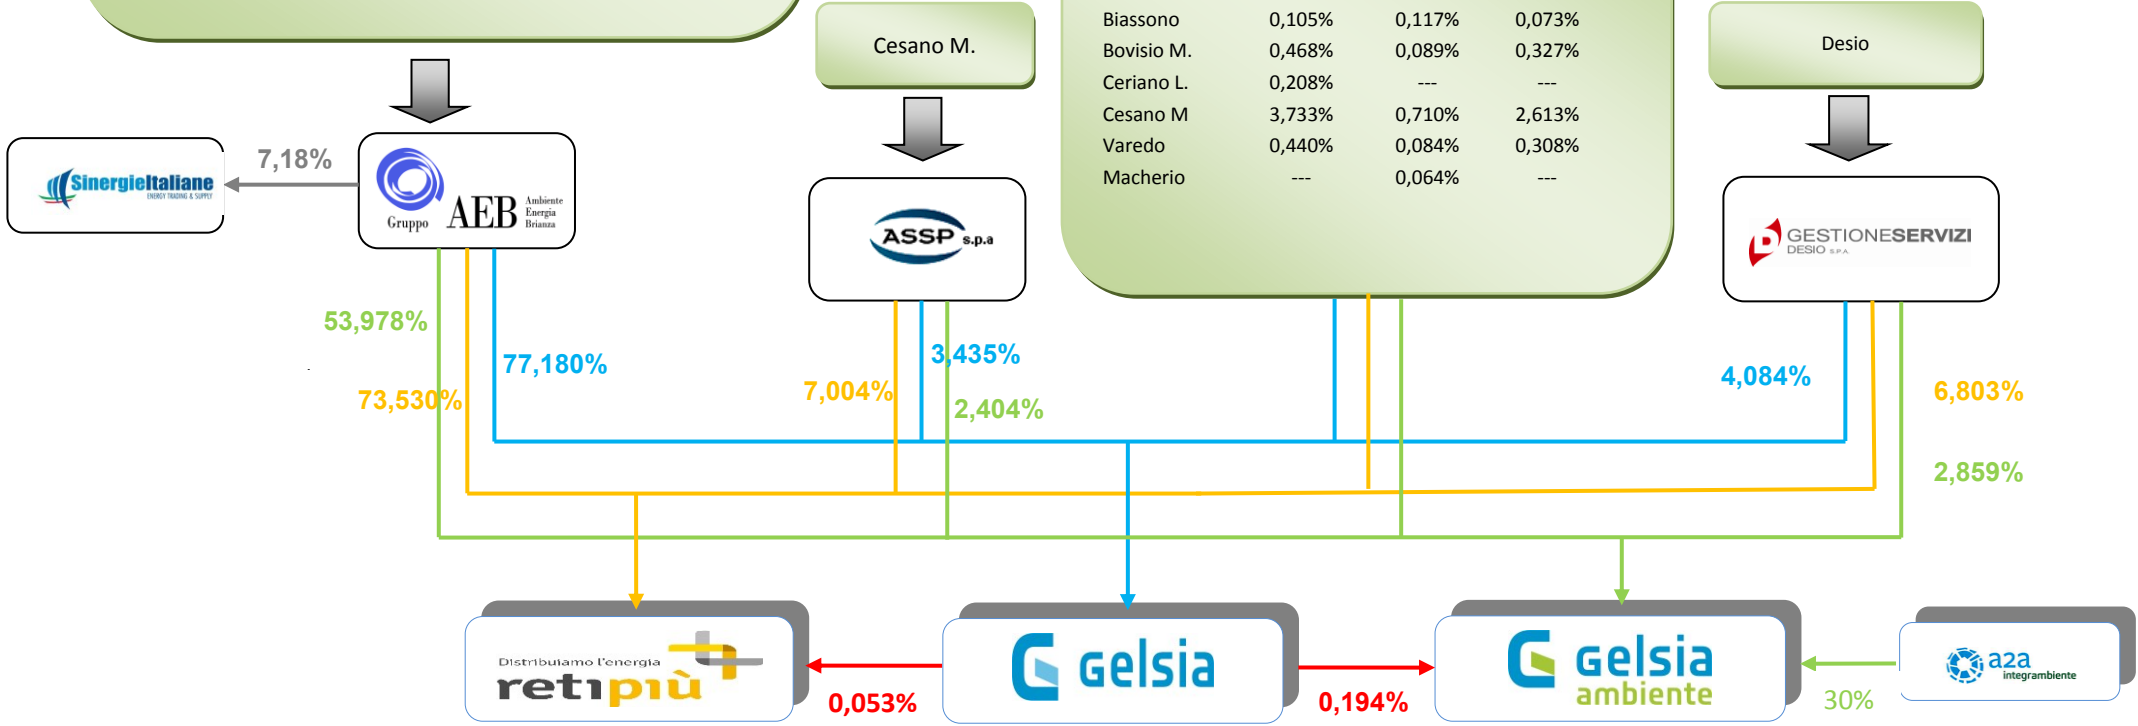 Biassono 0,105% 0,117% 0,073%
Bovisio M. 0,468% 0,089% 0,327%
Ceriano L. 0,208% --- ---
Cesano M 3,733% 0,710% 2,613%
Varedo 0,440% 0,084% 0,308%
Macherio --- 0,064% ---
Cesano M.
Desio
7,18%
SinergieItaliane
ENERGY TRADING & SUPPLY
Gruppo AEB Ambiente
Energia
Brianza
ASSP s.p.a
GESTIONESERVIZI
DESIO S.P.A.
53,978%
77,180%
73,530%
3,435%
7,004%
2,404%
4,084%
6,803%
2,859%
Distribuiamo l'energia
retipiù
0,053%
Gelsia
0,194%
Gelsia
ambiente
30%
a2a
integrambiente